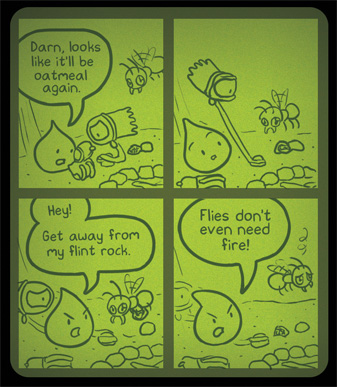 Darn, looks
like it'll be
oatmeal
again.
Hey!
Get away from
my flint rock.
Flies don't
even need
fire!